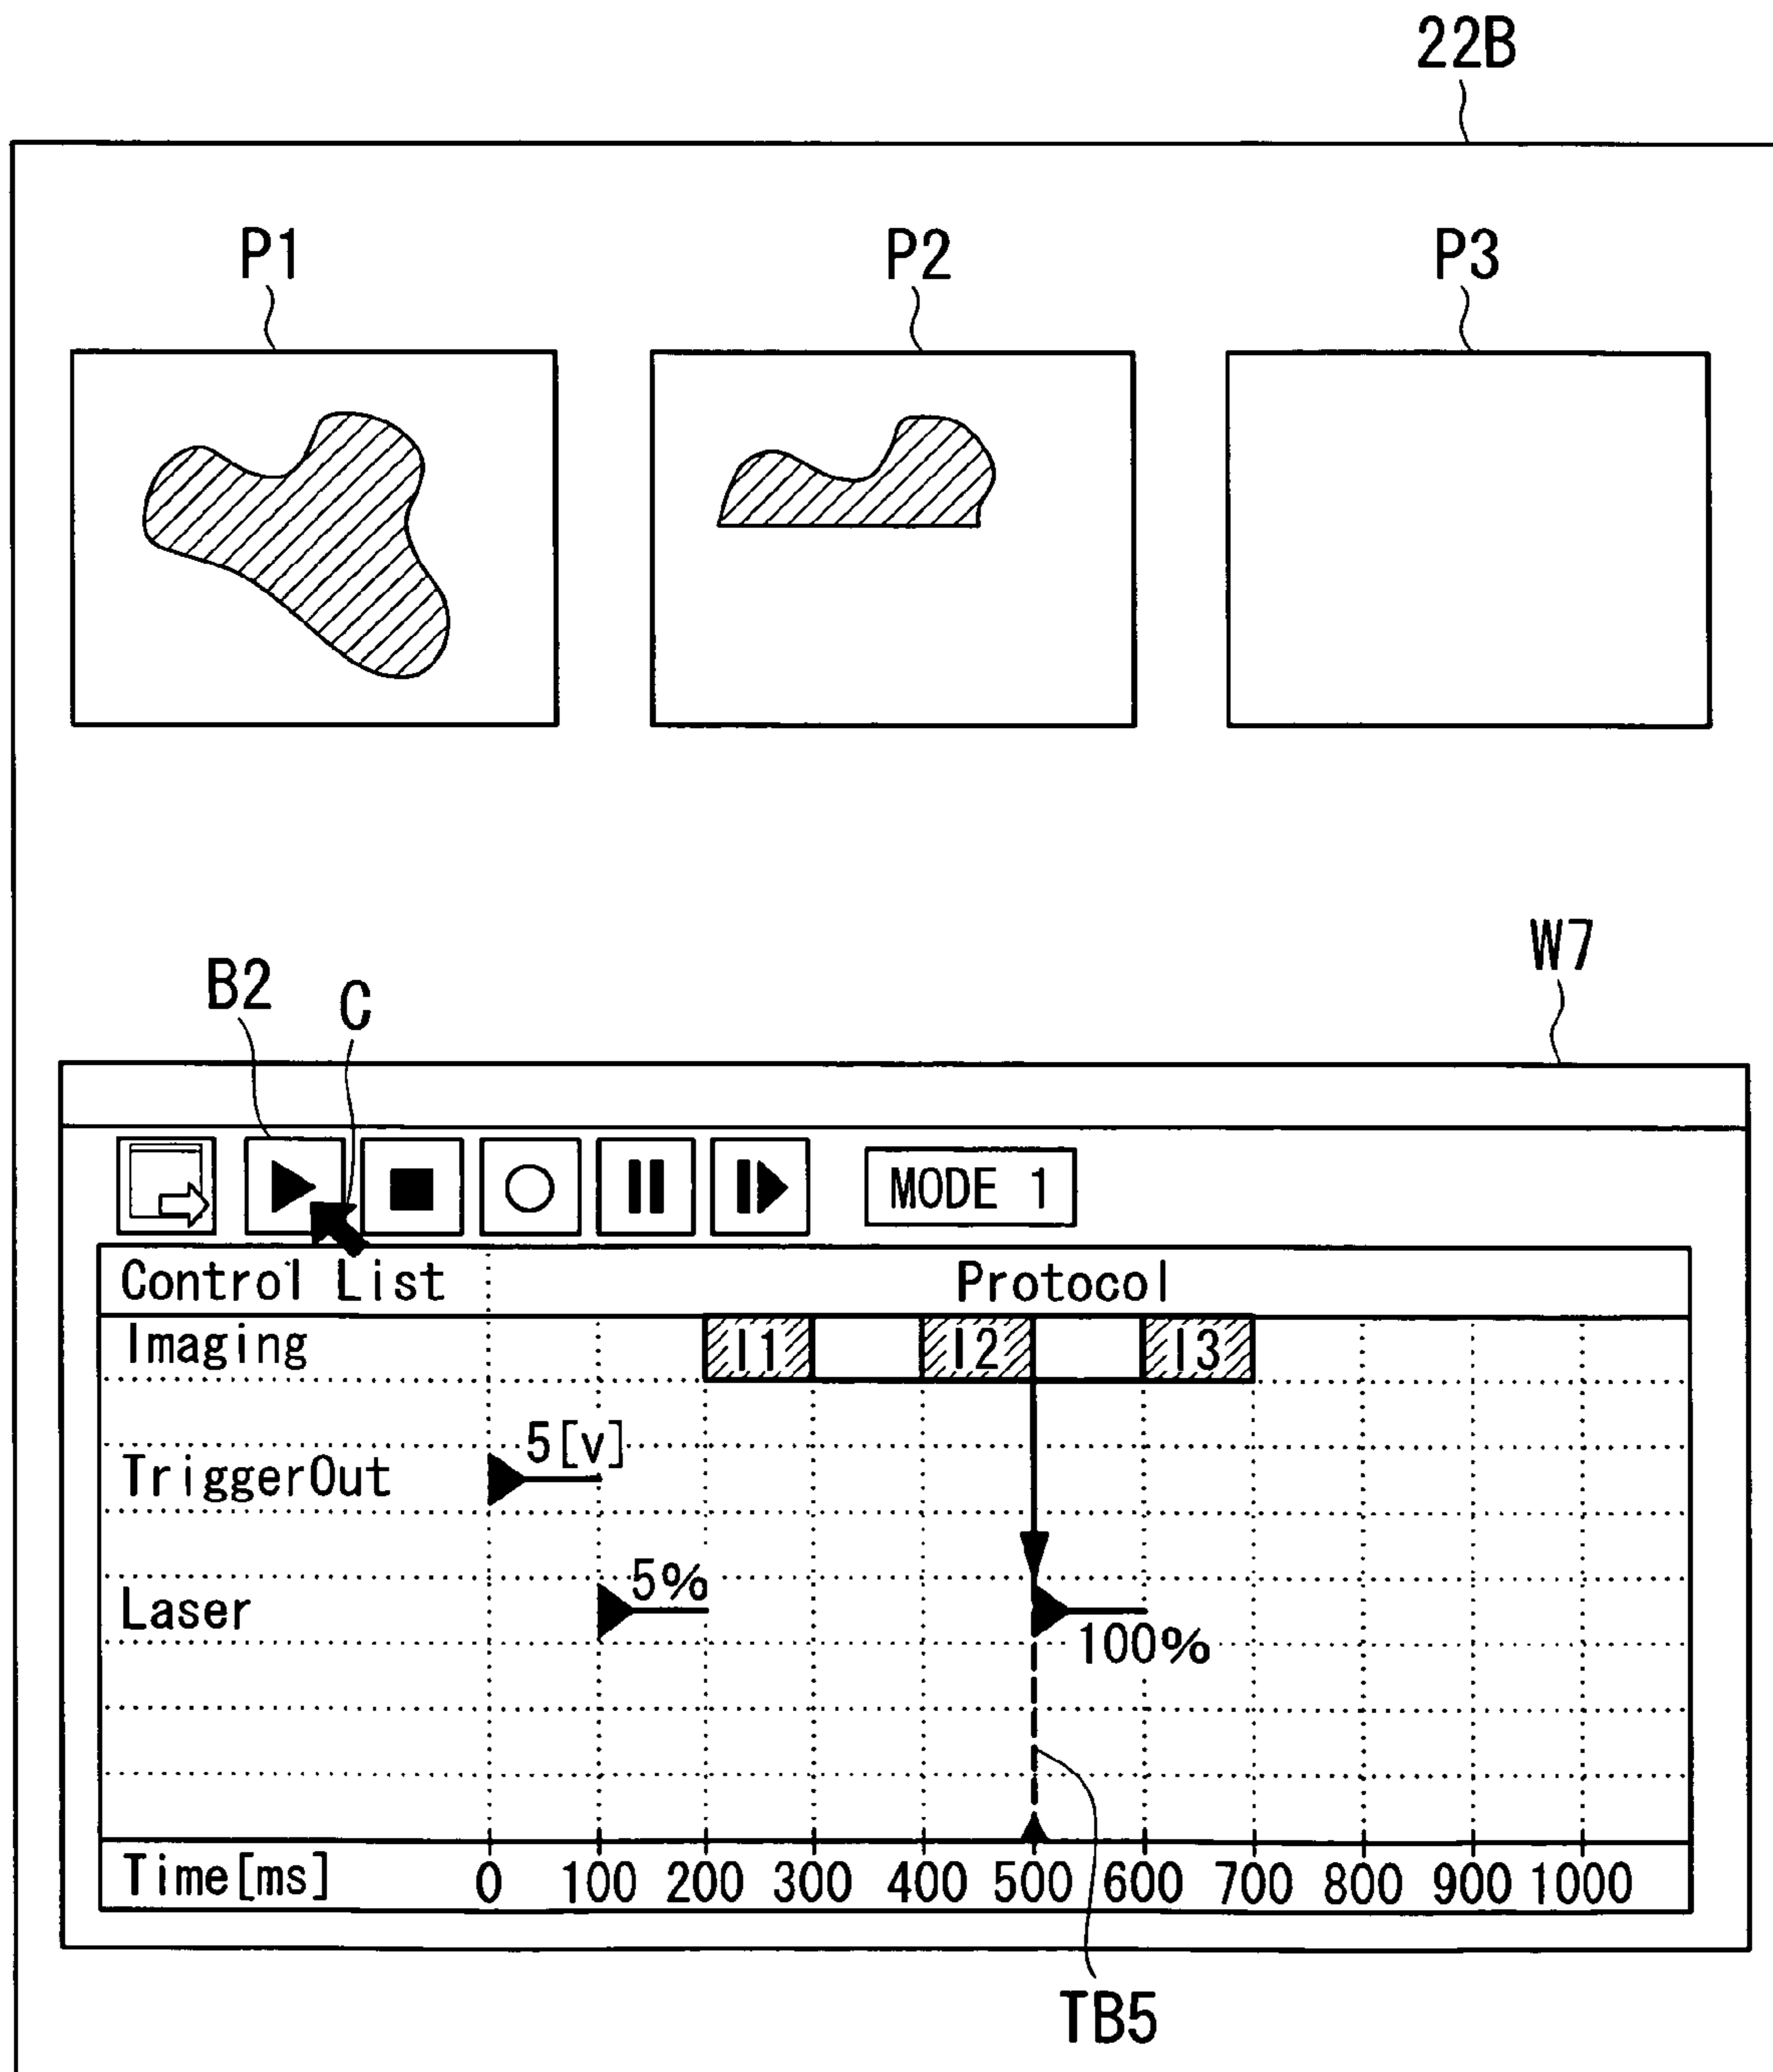 22B
P1 P2 P3
W7
B2 C
MODE 1
Control List Protocol
Imaging I1 I2 I3
5[v]
TriggerOut
5%
Laser
100%
Time[ms] 0 100 200 300 400 500 600 700 800 900 1000
TB5